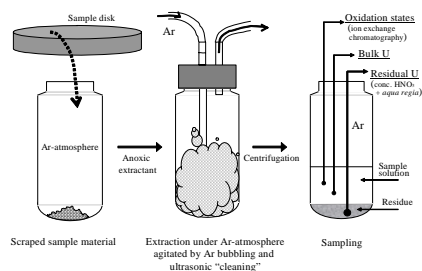 Sample disk
Ar
Oxidation states
(ion exchange
chromatography)
Bulk U
Residual U
(conc. HNO₃
+ aqua regia)
Ar-atmosphere
Ar
Anoxic
extractant
Centrifugation
Sample
solution
Residue
Scraped sample material
Extraction under Ar-atmosphere
agitated by Ar bubbling and
ultrasonic “cleaning”
Sampling